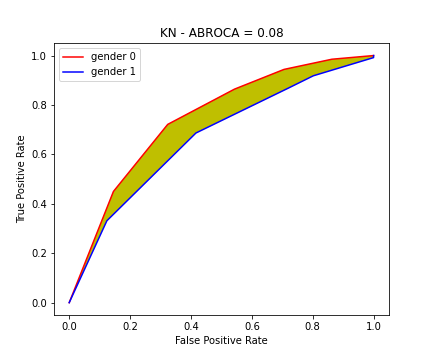 KN - ABROCA = 0.08
gender 0
gender 1
True Positive Rate
1.0
0.8
0.6
0.4
0.2
0.0
0.0 0.2 0.4 0.6 0.8 1.0
False Positive Rate